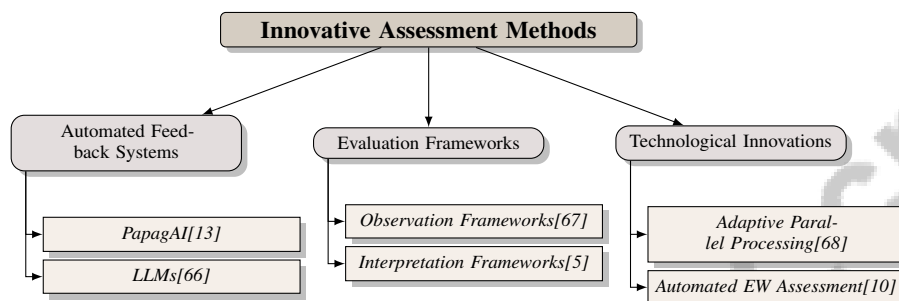 Innovative Assessment Methods
Automated Feed-
back Systems
PapagAI[13]
LLMs[66]
Evaluation Frameworks
Observation Frameworks[67]
Interpretation Frameworks[5]
Technological Innovations
Adaptive Paral-
lel Processing[68]
Automated EW Assessment[10]